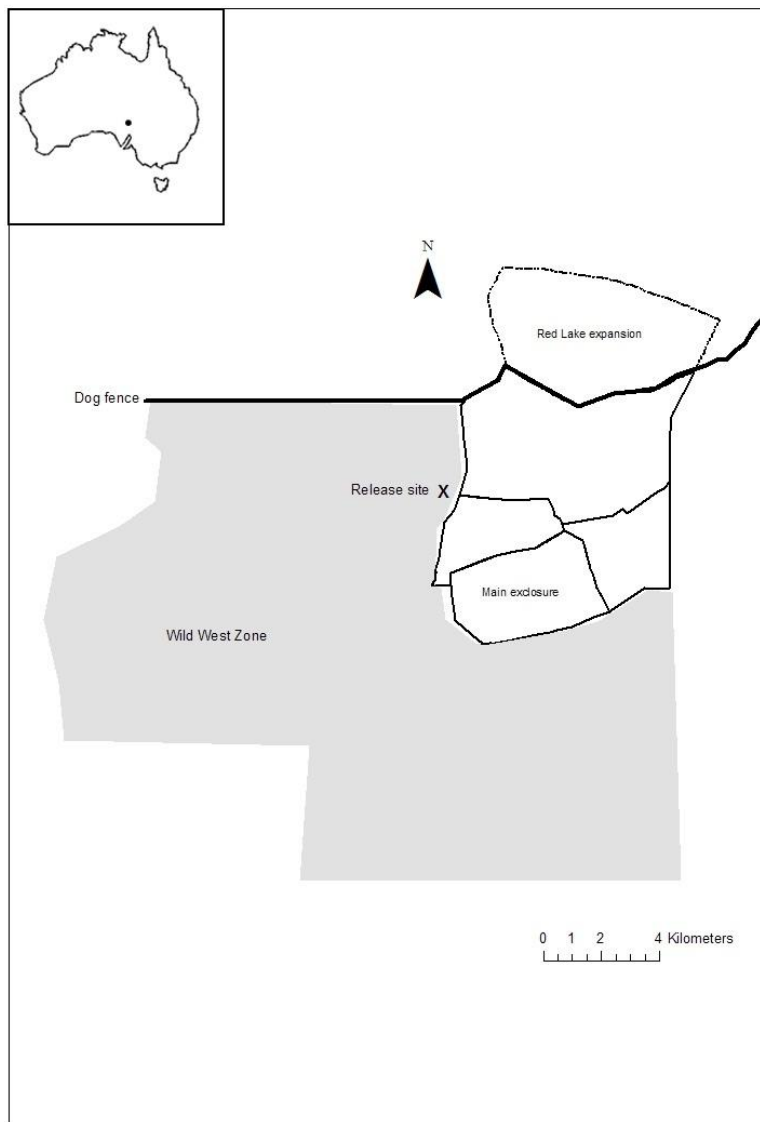 N
Red Lake expansion
Dog fence
Release site X
Main exclosure
Wild West Zone
0 1 2 4 Kilometers